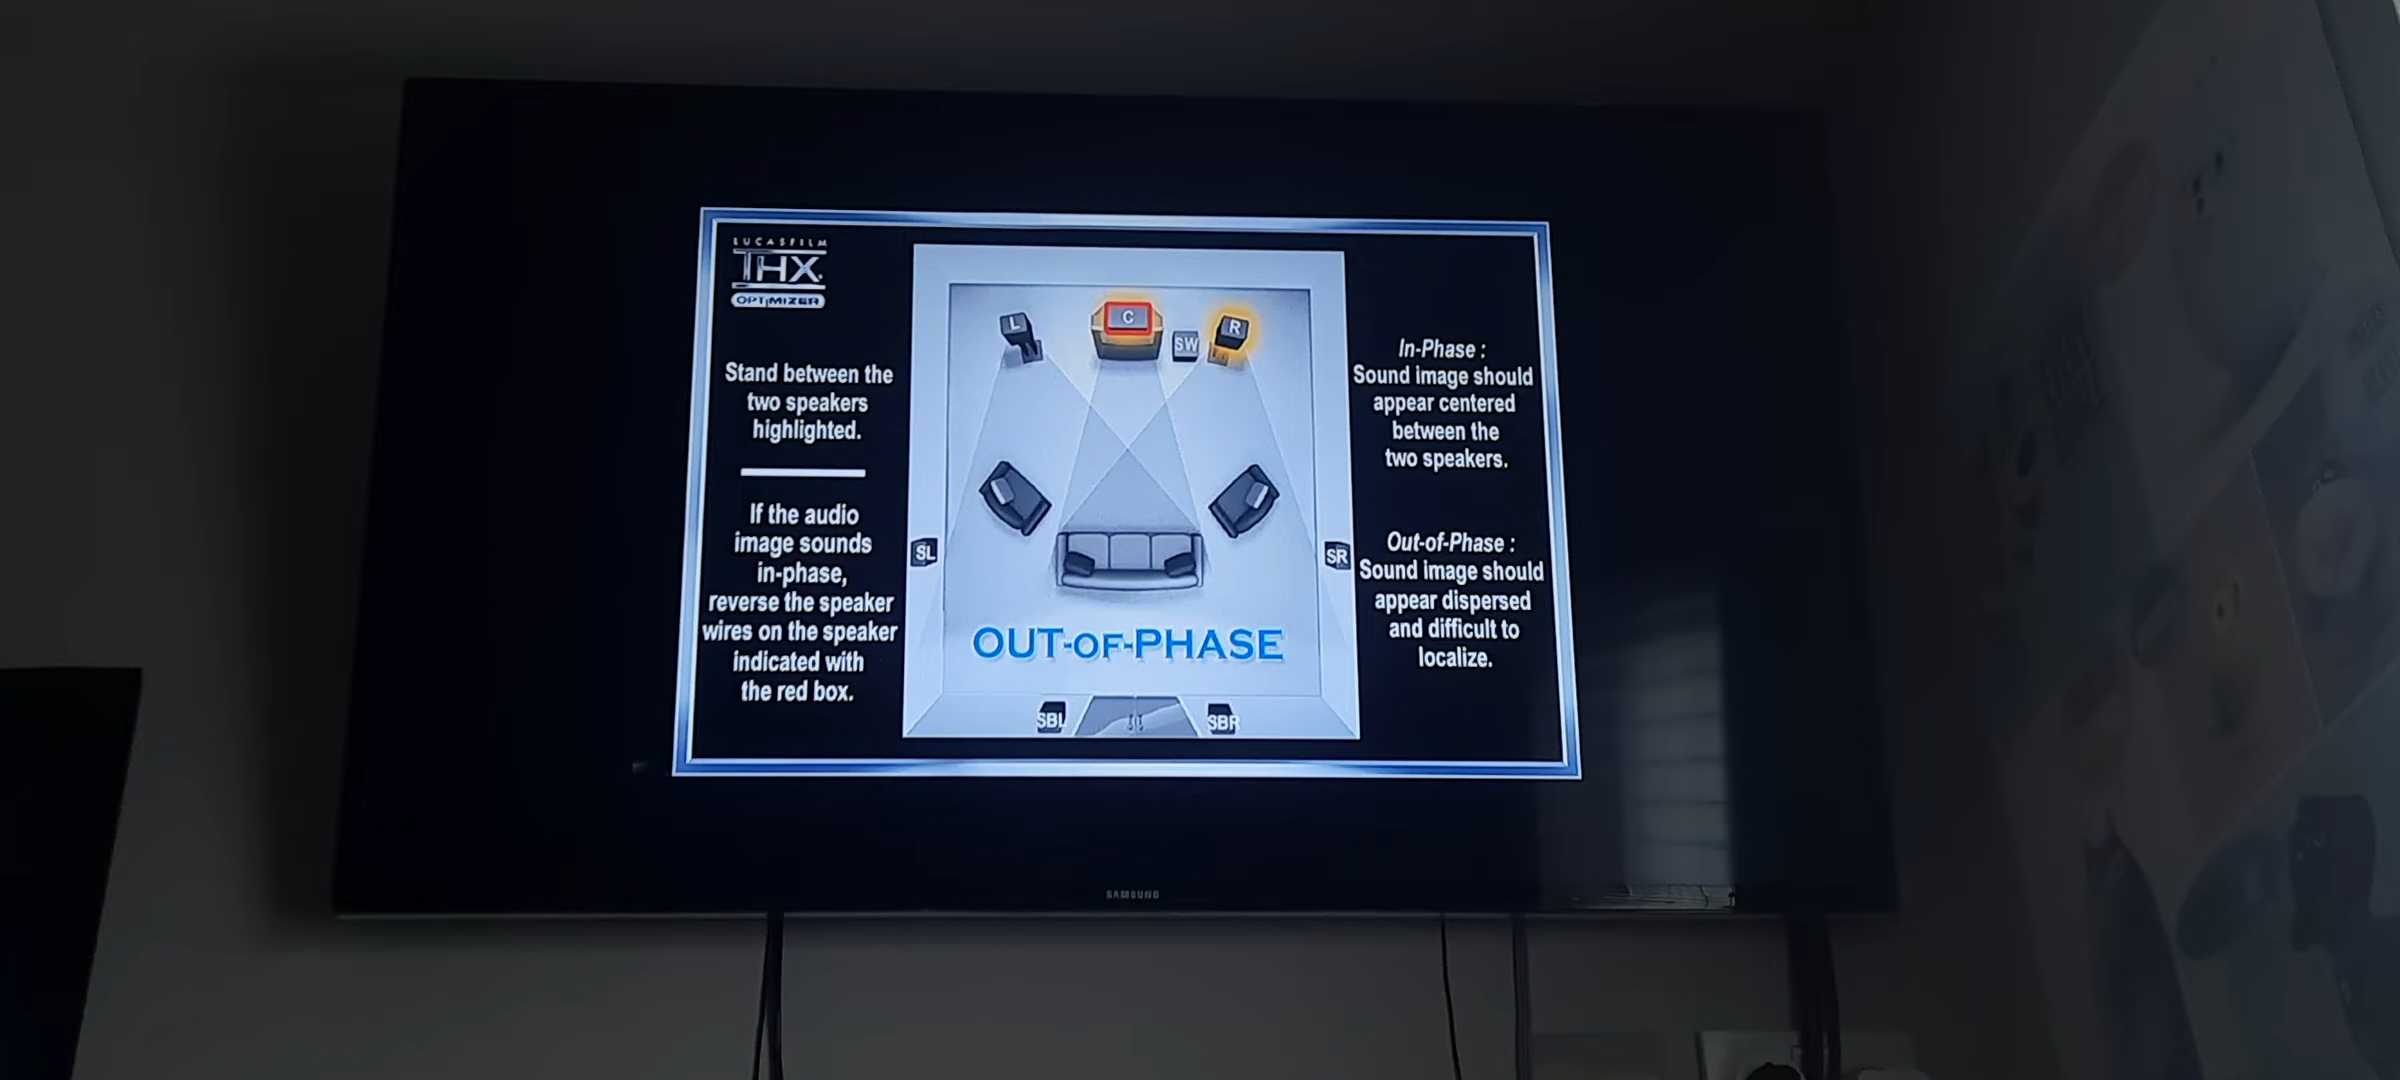 LUCASFILM
THX
OPTIMIZER
Stand between the
two speakers
highlighted.
If the audio
image sounds
in-phase,
reverse the speaker
wires on the speaker
indicated with
the red box.
L
C
SW
R
SL
SR
OUT-OF-PHASE
SBL
SBR
In-Phase :
Sound image should
appear centered
between the
two speakers.
Out-of-Phase :
Sound image should
appear dispersed
and difficult to
localize.
SAMSUNG